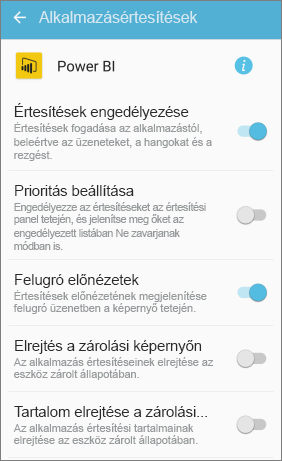 Alkalmazásértesítések
Power BI
Értesítések engedélyezése
Értesítések fogadása az alkalmazástól,
beleértve az üzeneteket, a hangokat és a
rezgést.
Prioritás beállítása
Engedélyezze az értesítéseket az értesítési
panel tetején, és jelenítse meg őket az
engedélyezett listában Ne zavarjanak
módban is.
Felugró előnézetek
Értesítések előnézetének megjelenítése
felugró üzenetben a képernyő tetején.
Elrejtés a zárolási képernyőn
Az alkalmazás értesítéseinek elrejtése az
eszköz zárolt állapotában.
Tartalom elrejtése a zárolási...
Az alkalmazás értesítési tartalmainak
elrejtése az eszköz zárolt állapotában.